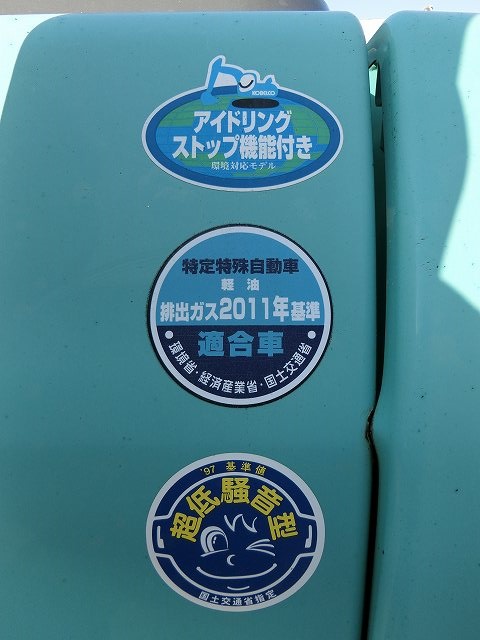 KOBELCO
アイドリング
ストップ機能付き
環境対応モデル
特定特殊自動車
軽油
排出ガス2011年基準
適合車
環境省・経済産業省・国土交通省
'97 基準値
超低騒音型
国土交通省指定